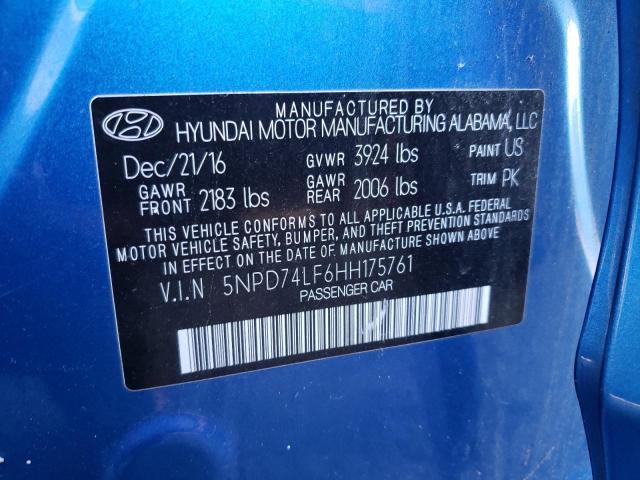 MANUFACTURED BY
HYUNDAI MOTOR MANUFACTURING ALABAMA, LLC
Dec/21/16 GVWR 3924 lbs PAINT US
GAWR FRONT 2183 lbs GAWR REAR 2006 lbs TRIM PK
THIS VEHICLE CONFORMS TO ALL APPLICABLE U.S.A. FEDERAL
MOTOR VEHICLE SAFETY, BUMPER, AND THEFT PREVENTION STANDARDS
IN EFFECT ON THE DATE OF MANUFACTURE SHOWN ABOVE.
V.I.N 5NPD74LF6HH175761
PASSENGER CAR